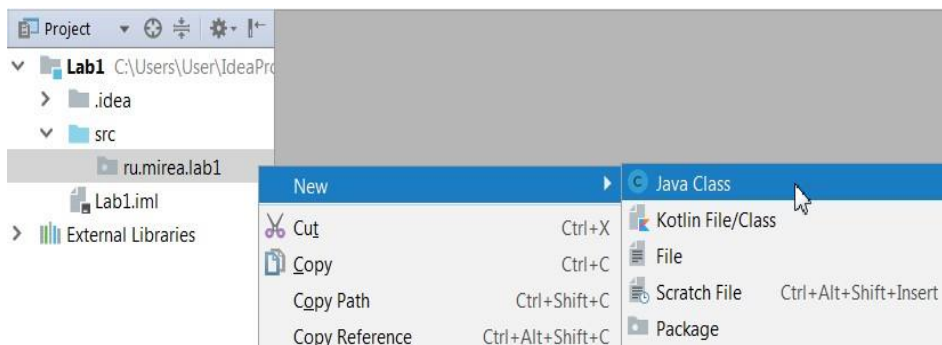 Project
Lab1 C:\Users\User\IdeaPro
.idea
src
ru.mirea.lab1
Lab1.iml
External Libraries
New
Cut Ctrl+X
Copy Ctrl+C
Copy Path Ctrl+Shift+C
Copy Reference Ctrl+Alt+Shift+C
Java Class
Kotlin File/Class
File
Scratch File Ctrl+Alt+Shift+Insert
Package